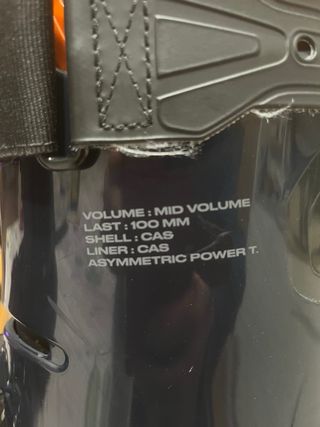 VOLUME : MID VOLUME
LAST : 100 MM
SHELL : CAS
LINER : CAS
ASYMMETRIC POWER T.